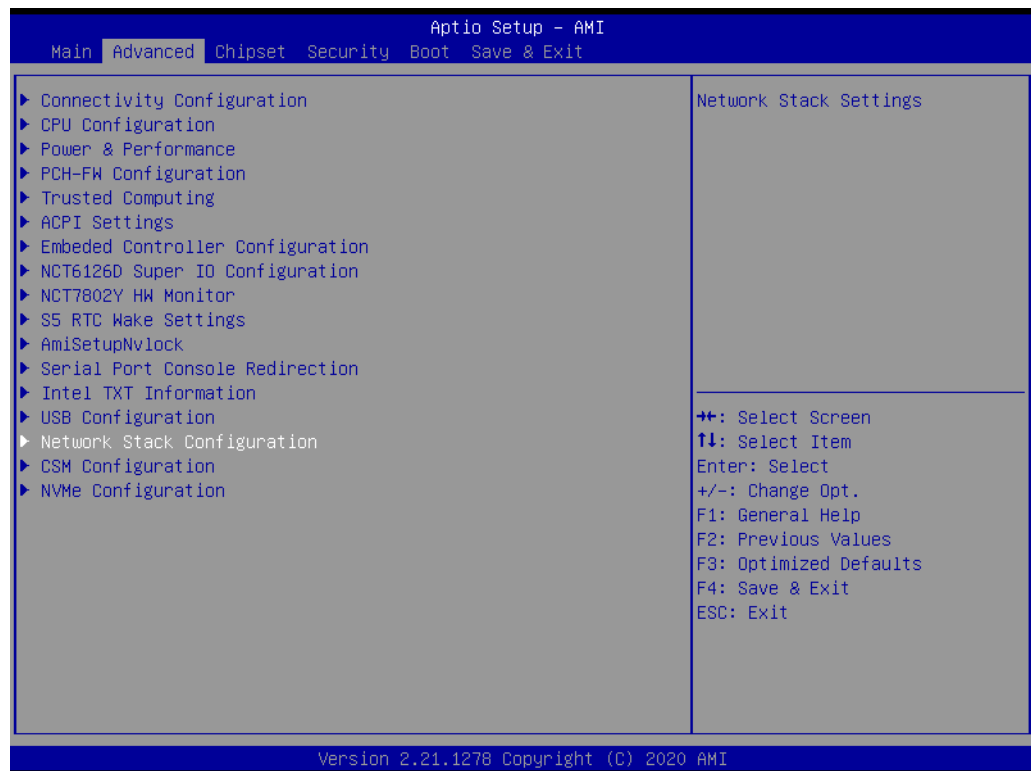 Aptio Setup – AMI
Main Advanced Chipset Security Boot Save & Exit
▶ Connectivity Configuration
▶ CPU Configuration
▶ Power & Performance
▶ PCH-FW Configuration
▶ Trusted Computing
▶ ACPI Settings
▶ Embeded Controller Configuration
▶ NCT6126D Super IO Configuration
▶ NCT7802Y HW Monitor
▶ S5 RTC Wake Settings
▶ AmiSetupNvlock
▶ Serial Port Console Redirection
▶ Intel TXT Information
▶ USB Configuration
▶ Network Stack Configuration
▶ CSM Configuration
▶ NVMe Configuration
Network Stack Settings
→←: Select Screen
↑↓: Select Item
Enter: Select
+/-: Change Opt.
F1: General Help
F2: Previous Values
F3: Optimized Defaults
F4: Save & Exit
ESC: Exit
Version 2.21.1278 Copyright (C) 2020 AMI